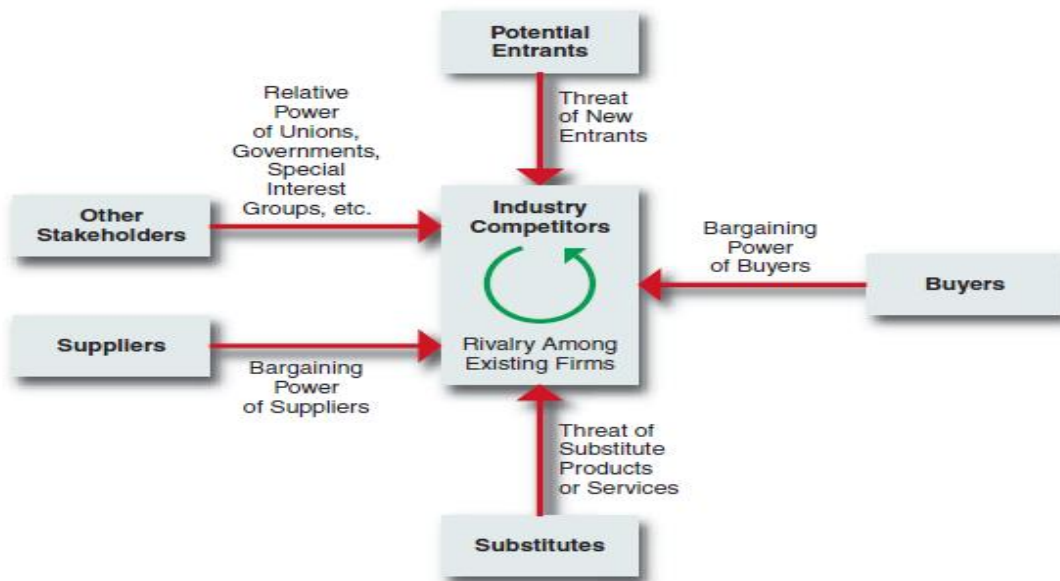 Potential
Entrants
Threat
of New
Entrants
Relative
Power
of Unions,
Governments,
Special
Interest
Groups, etc.
Other
Stakeholders
Industry
Competitors
Rivalry Among
Existing Firms
Bargaining
Power
of Buyers
Buyers
Suppliers
Bargaining
Power
of Suppliers
Threat of
Substitute
Products
or Services
Substitutes